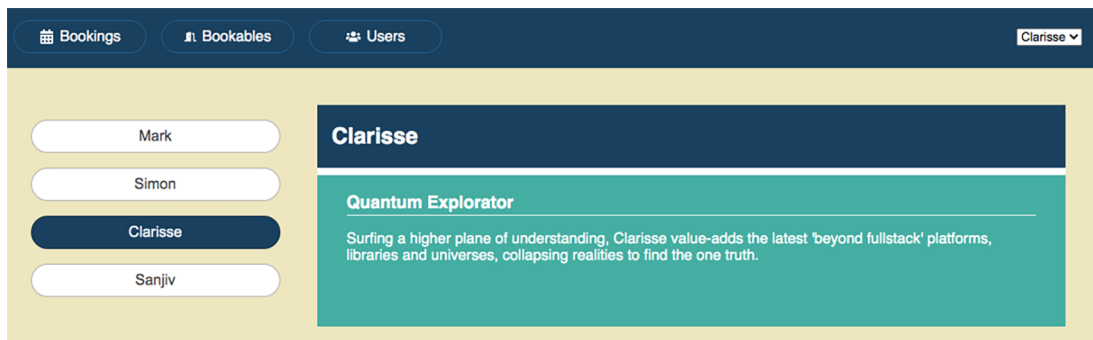 Bookings Bookables Users Clarisse
Mark
Simon
Clarisse
Sanjiv
Clarisse
Quantum Explorator
Surfing a higher plane of understanding, Clarisse value-adds the latest 'beyond fullstack' platforms,
libraries and universes, collapsing realities to find the one truth.